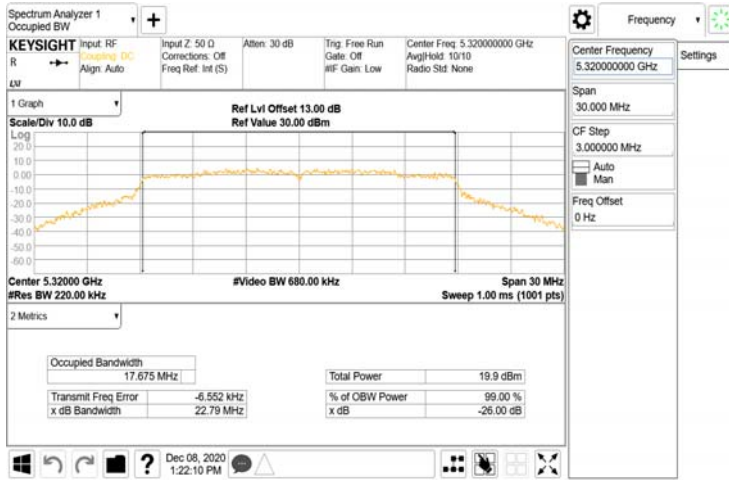 Spectrum Analyzer 1
Occupied BW
+
Frequency
KEYSIGHT
R
LXI
Input: RF
Coupling: DC
Align: Auto
Input Z: 50 Ω
Corrections: Off
Freq Ref: Int (S)
Atten: 30 dB
Trig: Free Run
Gate: Off
#IF Gain: Low
Center Freq: 5.320000000 GHz
Avg|Hold: 10/10
Radio Std: None
Center Frequency
5.320000000 GHz
Settings
Span
30.000 MHz
CF Step
3.000000 MHz
Auto
Man
Freq Offset
0 Hz
1 Graph
Scale/Div 10.0 dB
Ref Lvl Offset 13.00 dB
Ref Value 30.00 dBm
Log
20.0
10.0
0.00
-10.0
-20.0
-30.0
-40.0
-50.0
-60.0
Center 5.32000 GHz
#Res BW 220.00 kHz
#Video BW 680.00 kHz
Span 30 MHz
Sweep 1.00 ms (1001 pts)
2 Metrics
Occupied Bandwidth
17.675 MHz
Transmit Freq Error -6.552 kHz
x dB Bandwidth 22.79 MHz
Total Power 19.9 dBm
% of OBW Power 99.00 %
x dB -26.00 dB
?
Dec 08, 2020
1:22:10 PM